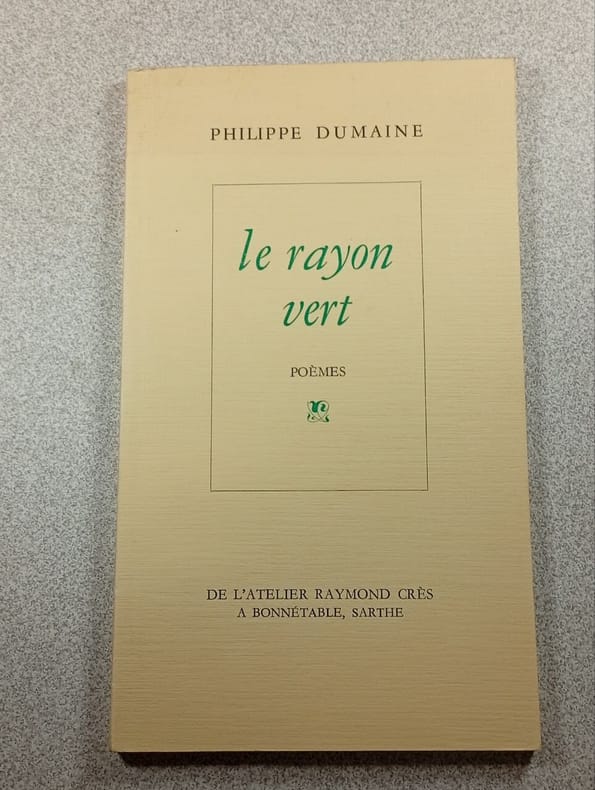 PHILIPPE DUMAINE
le rayon
vert
POÈMES
DE L'ATELIER RAYMOND CRÈS
A BONNÉTABLE, SARTHE